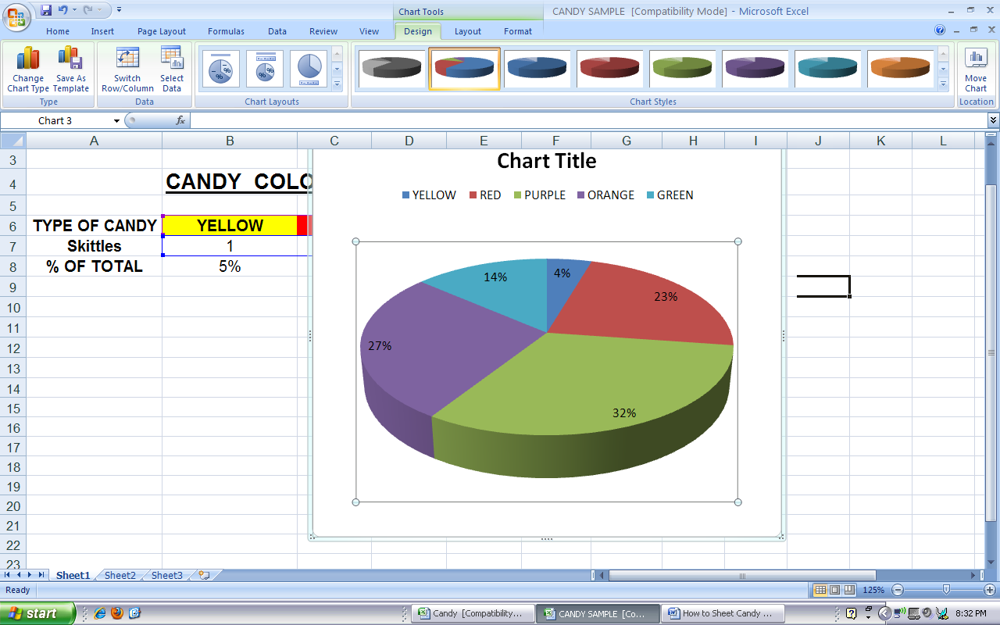 Chart Tools
CANDY SAMPLE [Compatibility Mode] - Microsoft Excel
Home Insert Page Layout Formulas Data Review View Design Layout Format
Change Chart Type
Save As Template
Switch Row/Column
Select Data
Move Chart
Type Data Chart Layouts Chart Styles Location
Chart 3 fx
A B C D E F G H I J K L
3
4 CANDY COLO
5
6 TYPE OF CANDY YELLOW
7 Skittles 1
8 % OF TOTAL 5%
9
10
11
12
13
14
15
16
17
18
19
20
21
22
23
Chart Title
YELLOW RED PURPLE ORANGE GREEN
4%
14%
23%
27%
32%
Sheet1 Sheet2 Sheet3
Ready 125%
start Candy [Compatibility... CANDY SAMPLE [Co... How to Sheet Candy ... 8:32 PM